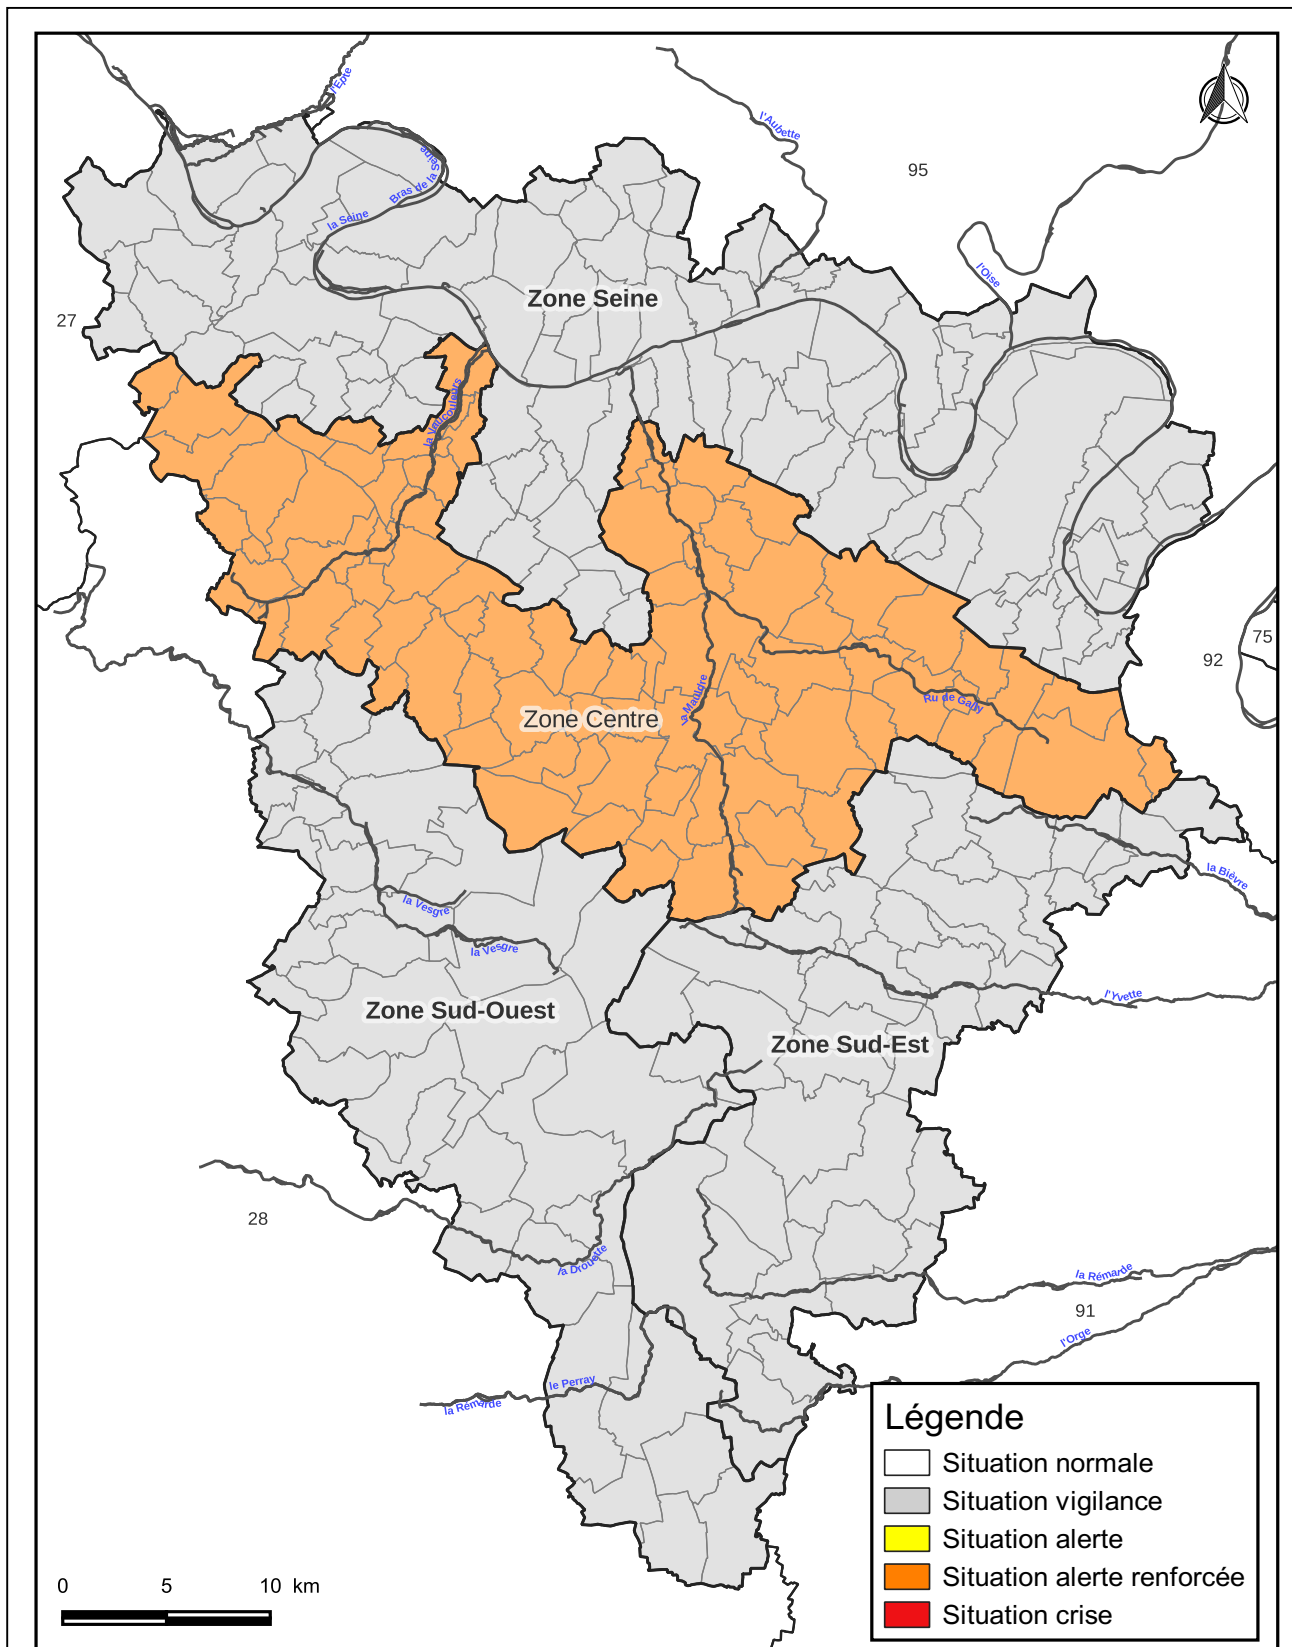 l'Epte
l'Aubette
95
Bras de la Seine
la Seine
l'Oise
Zone Seine
27
la Vaucouleurs
75
92
la Mauldre
Ru de Gally
Zone Centre
la Bièvre
la Vesgre
la Vesgre
l'Yvette
Zone Sud-Ouest
Zone Sud-Est
28
la Drouette
la Rémarde
91
l'Orge
le Perray
la Rémarde
Légende
Situation normale
Situation vigilance
Situation alerte
Situation alerte renforcée
Situation crise
0 5 10 km